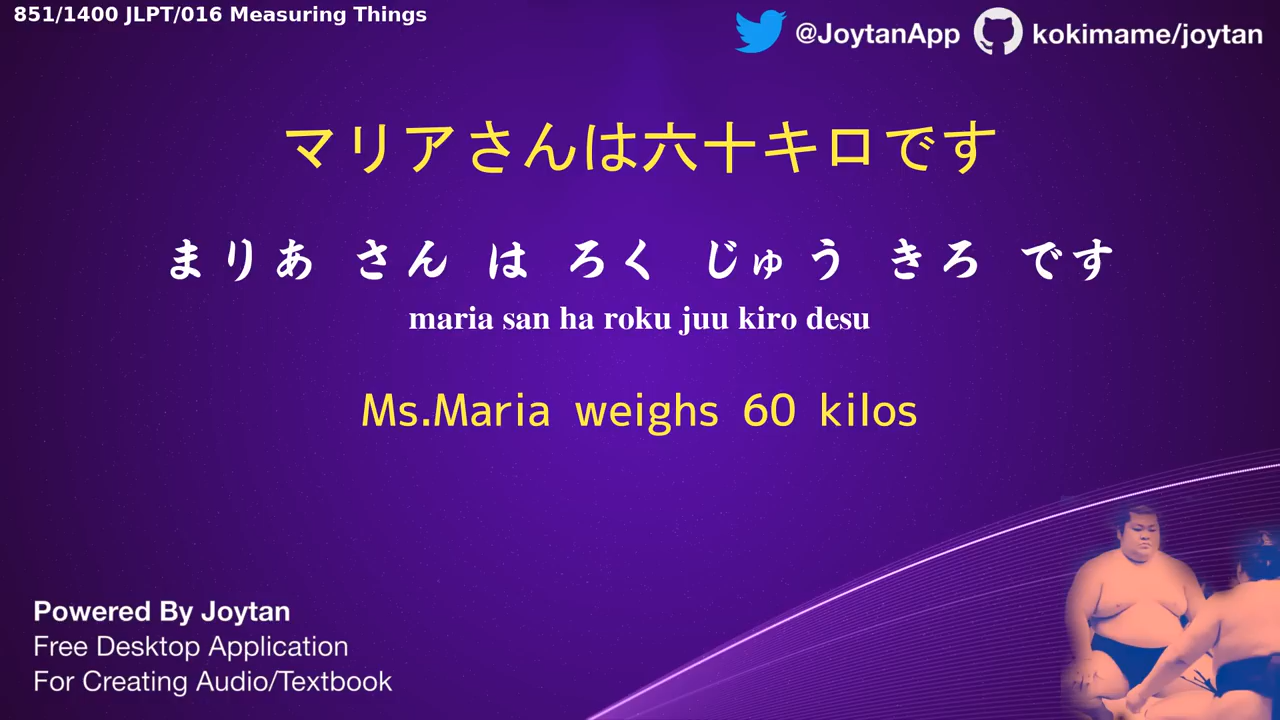 851/1400 JLPT/016 Measuring Things
@JoytanApp kokimame/joytan
マリアさんは六十キロです
まりあ さん は ろく じゅう きろ です
maria san ha roku juu kiro desu
Ms.Maria weighs 60 kilos
Powered By Joytan
Free Desktop Application
For Creating Audio/Textbook